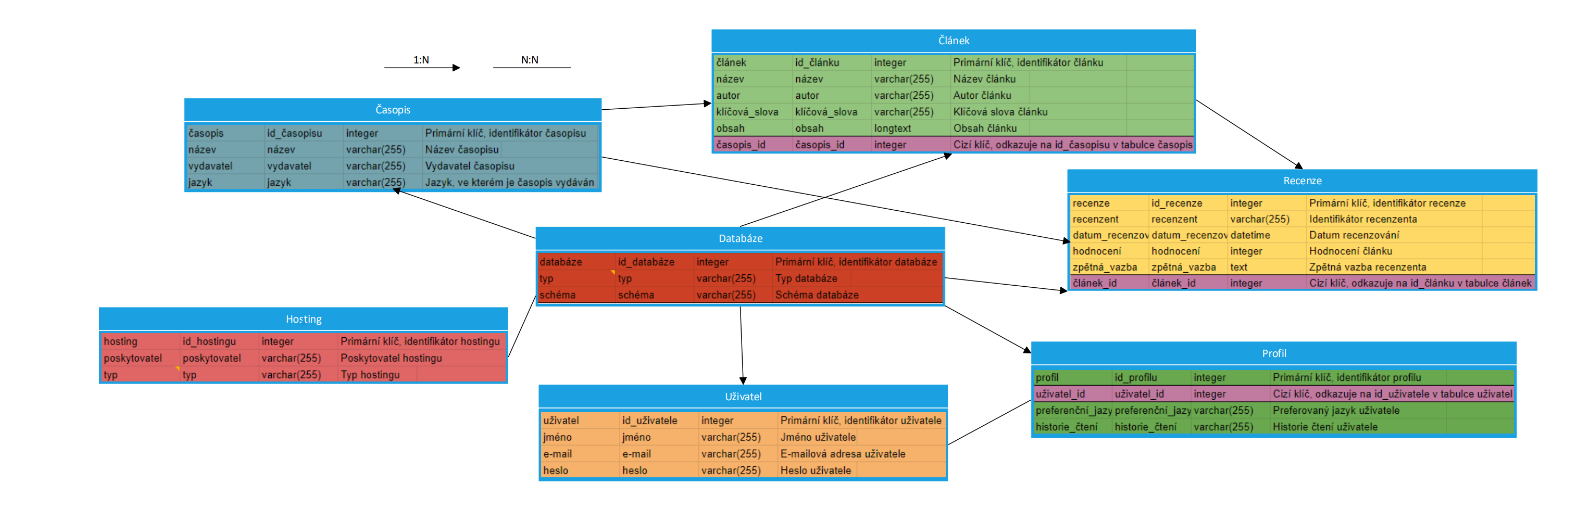 1:N
N:N
Článek
článek id_článku integer Primární klíč, identifikátor článku
název název varchar(255) Název článku
autor autor varchar(255) Autor článku
klíčová_slova klíčová_slova varchar(255) Klíčová slova článku
obsah obsah longtext Obsah článku
časopis_id časopis_id integer Cizí klíč, odkazuje na id_časopisu v tabulce časopis
Časopis
časopis id_časopisu integer Primární klíč, identifikátor časopisu
název název varchar(255) Název časopisu
vydavatel vydavatel varchar(255) Vydavatel časopisu
jazyk jazyk varchar(255) Jazyk, ve kterém je časopis vydáván
Recenze
recenze id_recenze integer Primární klíč, identifikátor recenze
recenzent recenzent varchar(255) Identifikátor recenzenta
datum_recenzov datum_recenzov datetime Datum recenzování
hodnocení hodnocení integer Hodnocení článku
zpětná_vazba zpětná_vazba text Zpětná vazba recenzenta
článek_id článek_id integer Cizí klíč, odkazuje na id_článku v tabulce článek
Databáze
databáze id_databáze integer Primární klíč, identifikátor databáze
typ typ varchar(255) Typ databáze
schéma schéma varchar(255) Schéma databáze
Hosting
hosting id_hostingu integer Primární klíč, identifikátor hostingu
poskytovatel poskytovatel varchar(255) Poskytovatel hostingu
typ typ varchar(255) Typ hostingu
Profil
profil id_profilu integer Primární klíč, identifikátor profilu
uživatel_id uživatel_id integer Cizí klíč, odkazuje na id_uživatele v tabulce uživatel
preferenční_jazy preferenční_jazy varchar(255) Preferovaný jazyk uživatele
historie_čtení historie_čtení varchar(255) Historie čtení uživatele
Uživatel
uživatel id_uživatele integer Primární klíč, identifikátor uživatele
jméno jméno varchar(255) Jméno uživatele
e-mail e-mail varchar(255) E-mailová adresa uživatele
heslo heslo varchar(255) Heslo uživatele